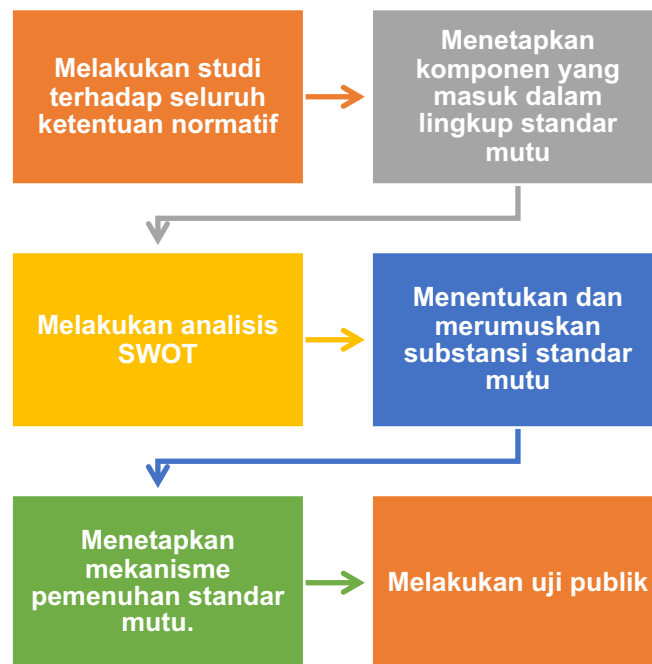 Melakukan studi
terhadap seluruh
ketentuan normatif
Menetapkan
komponen yang
masuk dalam
lingkup standar
mutu
Melakukan analisis
SWOT
Menentukan dan
merumuskan
substansi standar
mutu
Menetapkan
mekanisme
pemenuhan standar
mutu.
Melakukan uji publik